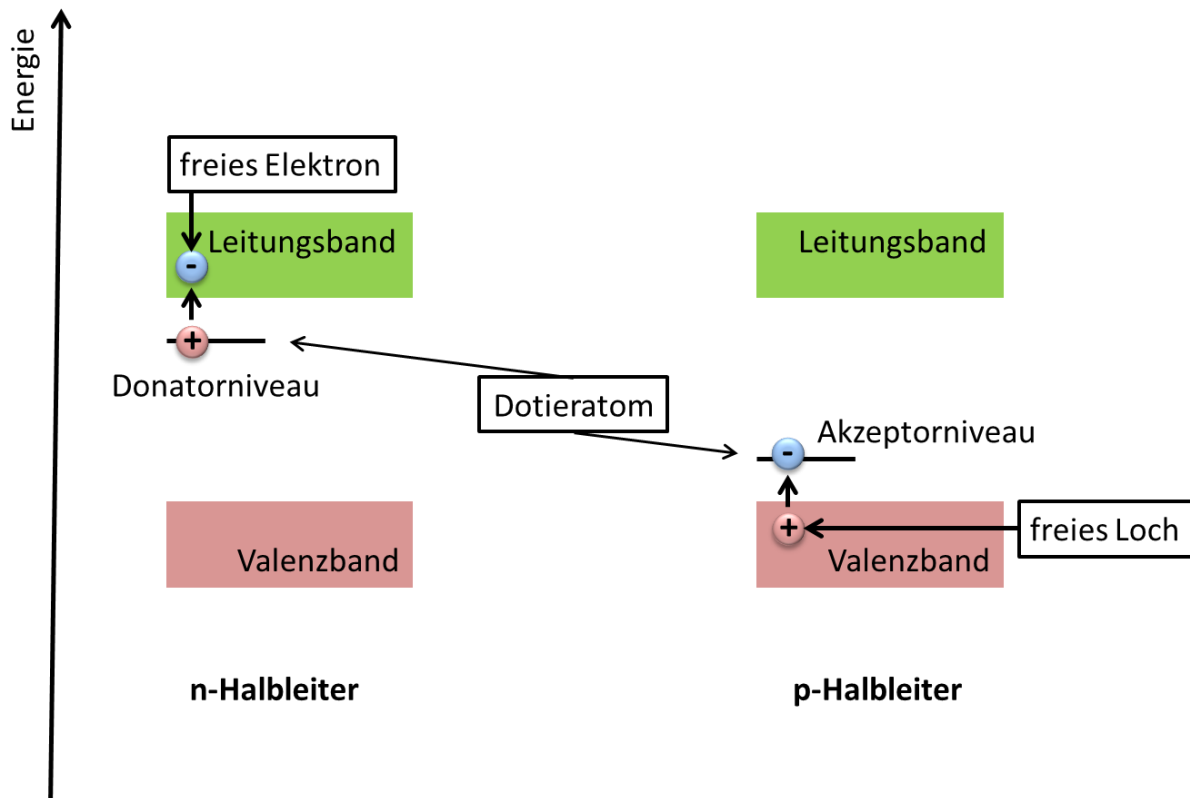 Energie
freies Elektron
Leitungsband
-
+
Donatorniveau
Valenzband
n-Halbleiter
Dotieratom
Leitungsband
Akzeptorniveau
-
+
freies Loch
Valenzband
p-Halbleiter